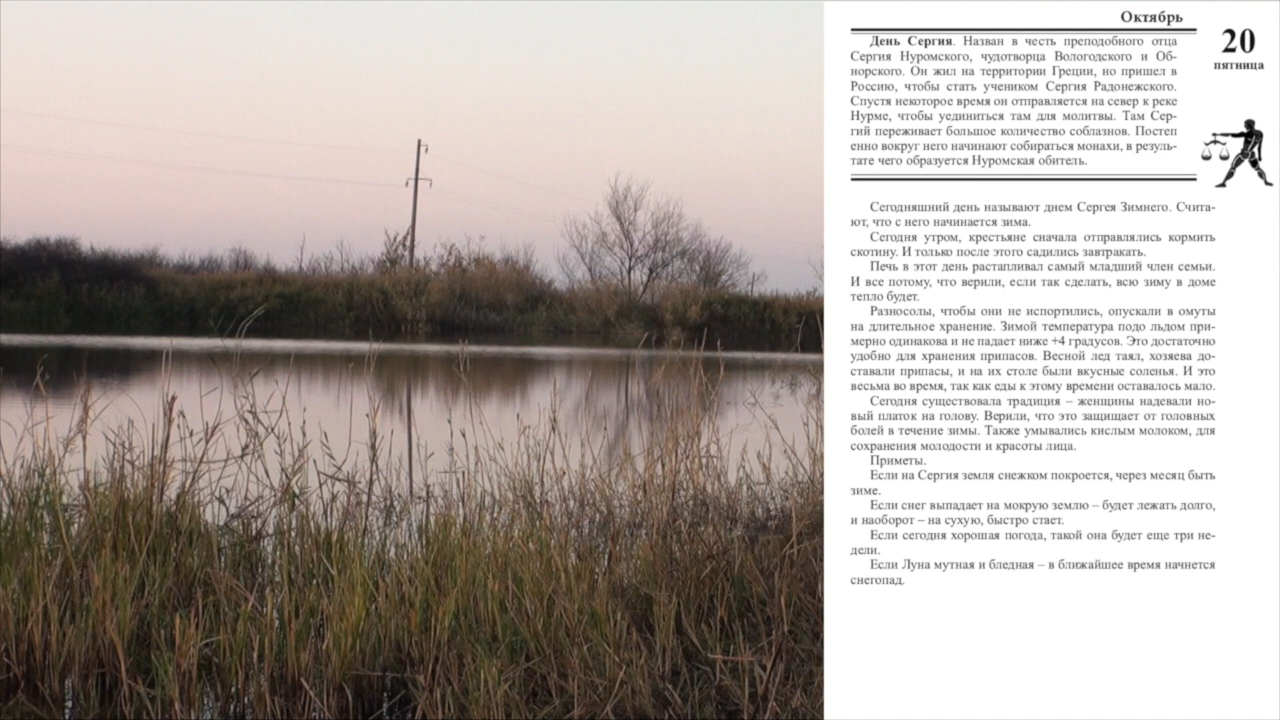 Октябрь
20
пятница
День Сергия. Назван в честь преподобного отца
Сергия Нуромского, чудотворца Вологодского и Об-
норского. Он жил на территории Греции, но пришел в
Россию, чтобы стать учеником Сергия Радонежского.
Спустя некоторое время он отправляется на север к реке
Нурме, чтобы уединиться там для молитвы. Там Сер-
гий переживает большое количество соблазнов. Постеп
енно вокруг него начинают собираться монахи, в резуль-
тате чего образуется Нуромская обитель.
Сегодняшний день называют днем Сергея Зимнего. Счита-
ют, что с него начинается зима.
Сегодня утром, крестьяне сначала отправлялись кормить
скотину. И только после этого садились завтракать.
Печь в этот день растапливал самый младший член семьи.
И все потому, что верили, если так сделать, всю зиму в доме
тепло будет.
Разносолы, чтобы они не испортились, опускали в омуты
на длительное хранение. Зимой температура подо льдом при-
мерно одинакова и не падает ниже +4 градусов. Это достаточно
удобно для хранения припасов. Весной лед таял, хозяева до-
ставали припасы, и на их столе были вкусные соленья. И это
весьма во время, так как еды к этому времени оставалось мало.
Сегодня существовала традиция – женщины надевали но-
вый платок на голову. Верили, что это защищает от головных
болей в течение зимы. Также умывались кислым молоком, для
сохранения молодости и красоты лица.
Приметы.
Если на Сергия земля снежком покроется, через месяц быть
зиме.
Если снег выпадает на мокрую землю – будет лежать долго,
и наоборот – на сухую, быстро стает.
Если сегодня хорошая погода, такой она будет еще три не-
дели.
Если Луна мутная и бледная – в ближайшее время начнется
снегопад.